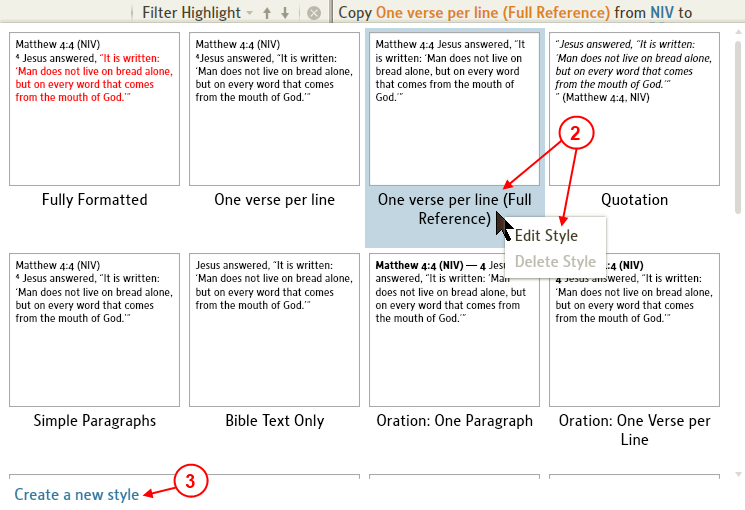 Filter Highlight
Copy One verse per line (Full Reference) from NIV to
Matthew 4:4 (NIV)
4 Jesus answered, “It is written:
‘Man does not live on bread alone,
but on every word that comes
from the mouth of God.’”
Fully Formatted
Matthew 4:4 (NIV)
4Jesus answered, “It is written:
‘Man does not live on bread alone,
but on every word that comes
from the mouth of God.’”
One verse per line
Matthew 4:4 Jesus answered, “It
is written: ‘Man does not live on
bread alone, but on every word
that comes from the mouth of
God.’”
One verse per line (Full
Reference)
“Jesus answered, “It is written:
‘Man does not live on bread alone,
but on every word that comes
from the mouth of God.’”
” (Matthew 4:4, NIV)
Quotation
2
Edit Style
Delete Style
Matthew 4:4 (NIV)
4 Jesus answered, “It is written:
‘Man does not live on bread alone,
but on every word that comes
from the mouth of God.’”
Simple Paragraphs
Jesus answered, “It is written:
‘Man does not live on bread alone,
but on every word that comes
from the mouth of God.’”
Bible Text Only
Matthew 4:4 (NIV) — 4 Jesus
answered, “It is written: ‘Man
does not live on bread alone, but
on every word that comes from
the mouth of God.’”
Oration: One Paragraph
4:4 (NIV)
4 Jesus answered, “It is written:
‘Man does not live on bread alone,
but on every word that comes
from the mouth of God.’”
Oration: One Verse per
Line
Create a new style
3